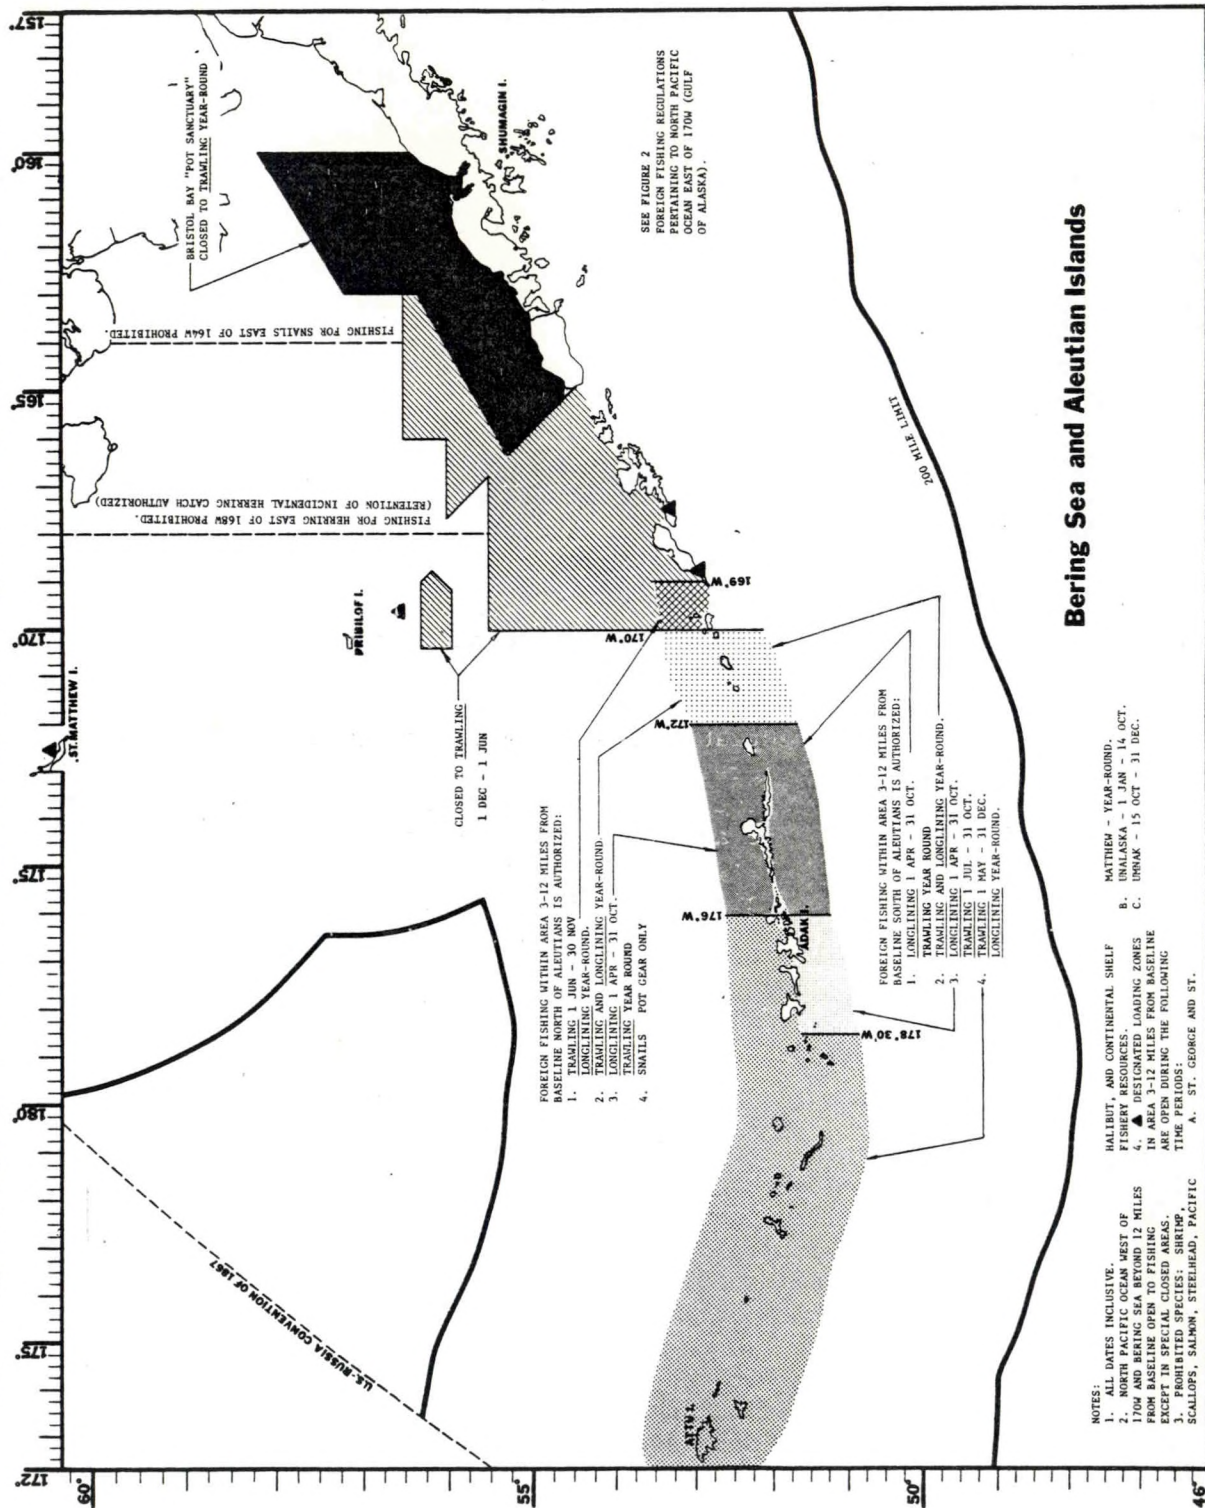 Bering Sea and Aleutian Islands
157°
160°
165°
170°
175°
180°
175°
172°
60°
55°
50°
46°
BRISTOL BAY "POT SANCTUARY"
CLOSED TO TRAWLING YEAR-ROUND
SHUMAGIN I.
SEE FIGURE 2
FOREIGN FISHING REGULATIONS
PERTAINING TO NORTH PACIFIC
OCEAN EAST OF 170W (GULF
OF ALASKA).
FISHING FOR SNAILS EAST OF 164W PROHIBITED.
FISHING FOR HERRING EAST OF 168W PROHIBITED.
(RETENTION OF INCIDENTAL HERRING CATCH AUTHORIZED)
200 MILE LIMIT
PRIBILOF I.
ST. MATTHEW I.
169°W
170°W
172°W
176°W
178°30'W
CLOSED TO TRAWLING
1 DEC - 1 JUN
FOREIGN FISHING WITHIN AREA 3-12 MILES FROM
BASELINE NORTH OF ALEUTIANS IS AUTHORIZED:
1. TRAWLING 1 JUN - 30 NOV
LONGLINING YEAR-ROUND.
2. TRAWLING AND LONGLINING YEAR-ROUND.
3. LONGLINING 1 APR - 31 OCT.
TRAWLING YEAR ROUND
4. SNAILS POT GEAR ONLY
FOREIGN FISHING WITHIN AREA 3-12 MILES FROM
BASELINE SOUTH OF ALEUTIANS IS AUTHORIZED:
1. LONGLINING 1 APR - 31 OCT.
TRAWLING YEAR ROUND
2. TRAWLING AND LONGLINING YEAR-ROUND.
3. LONGLINING 1 APR - 31 OCT.
TRAWLING 1 JUL - 31 OCT.
4. TRAWLING 1 MAY - 31 DEC.
LONGLINING YEAR-ROUND.
ADAK I.
ATTU I.
U.S.-RUSSIA CONVENTION OF 1867
NOTES:
1. ALL DATES INCLUSIVE.
2. NORTH PACIFIC OCEAN WEST OF
170W AND BERING SEA BEYOND 12 MILES
FROM BASELINE OPEN TO FISHING
EXCEPT IN SPECIAL CLOSED AREAS.
3. PROHIBITED SPECIES: SHRIMP,
SCALLOPS, SALMON, STEELHEAD, PACIFIC
HALIBUT, AND CONTINENTAL SHELF
FISHERY RESOURCES.
4. ▲ DESIGNATED LOADING ZONES
IN AREA 3-12 MILES FROM BASELINE
ARE OPEN DURING THE FOLLOWING
TIME PERIODS:
A. ST. GEORGE AND ST.
MATTHEW - YEAR-ROUND.
B. UNALASKA - 1 JAN - 14 OCT.
C. UMNAK - 15 OCT - 31 DEC.